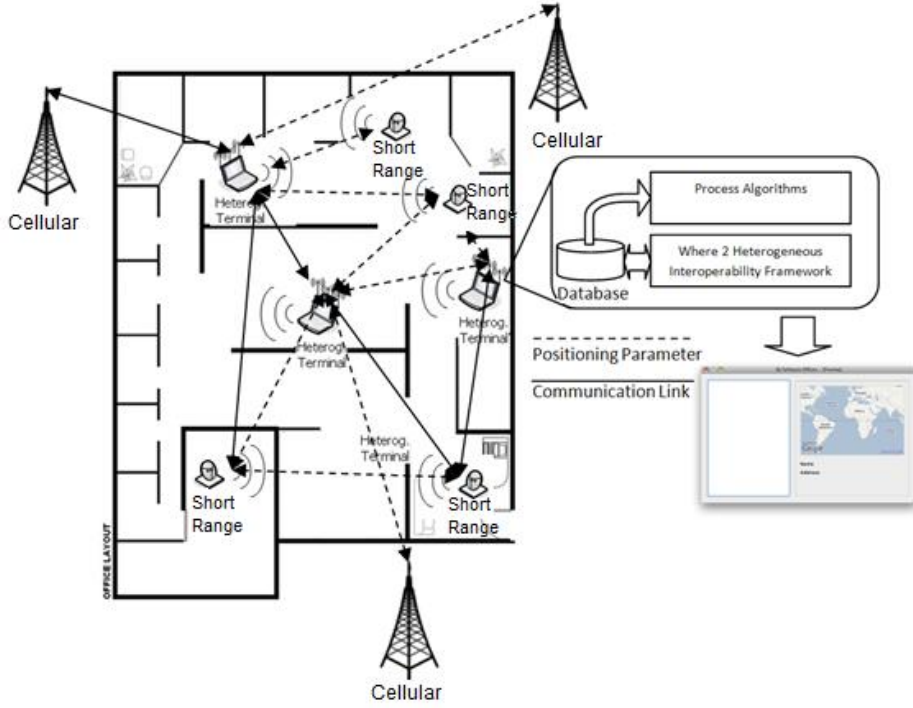 Cellular
Cellular
Short
Range
Short
Range
Heterog.
Terminal
Cellular
Process Algorithms
Where 2 Heterogeneous
Interoperability Framework
Database
Heterog.
Terminal
Heterog.
Terminal
Positioning Parameter
Communication Link
Heterog.
Terminal
Short
Range
Short
Range
OFFICE LAYOUT
Cellular